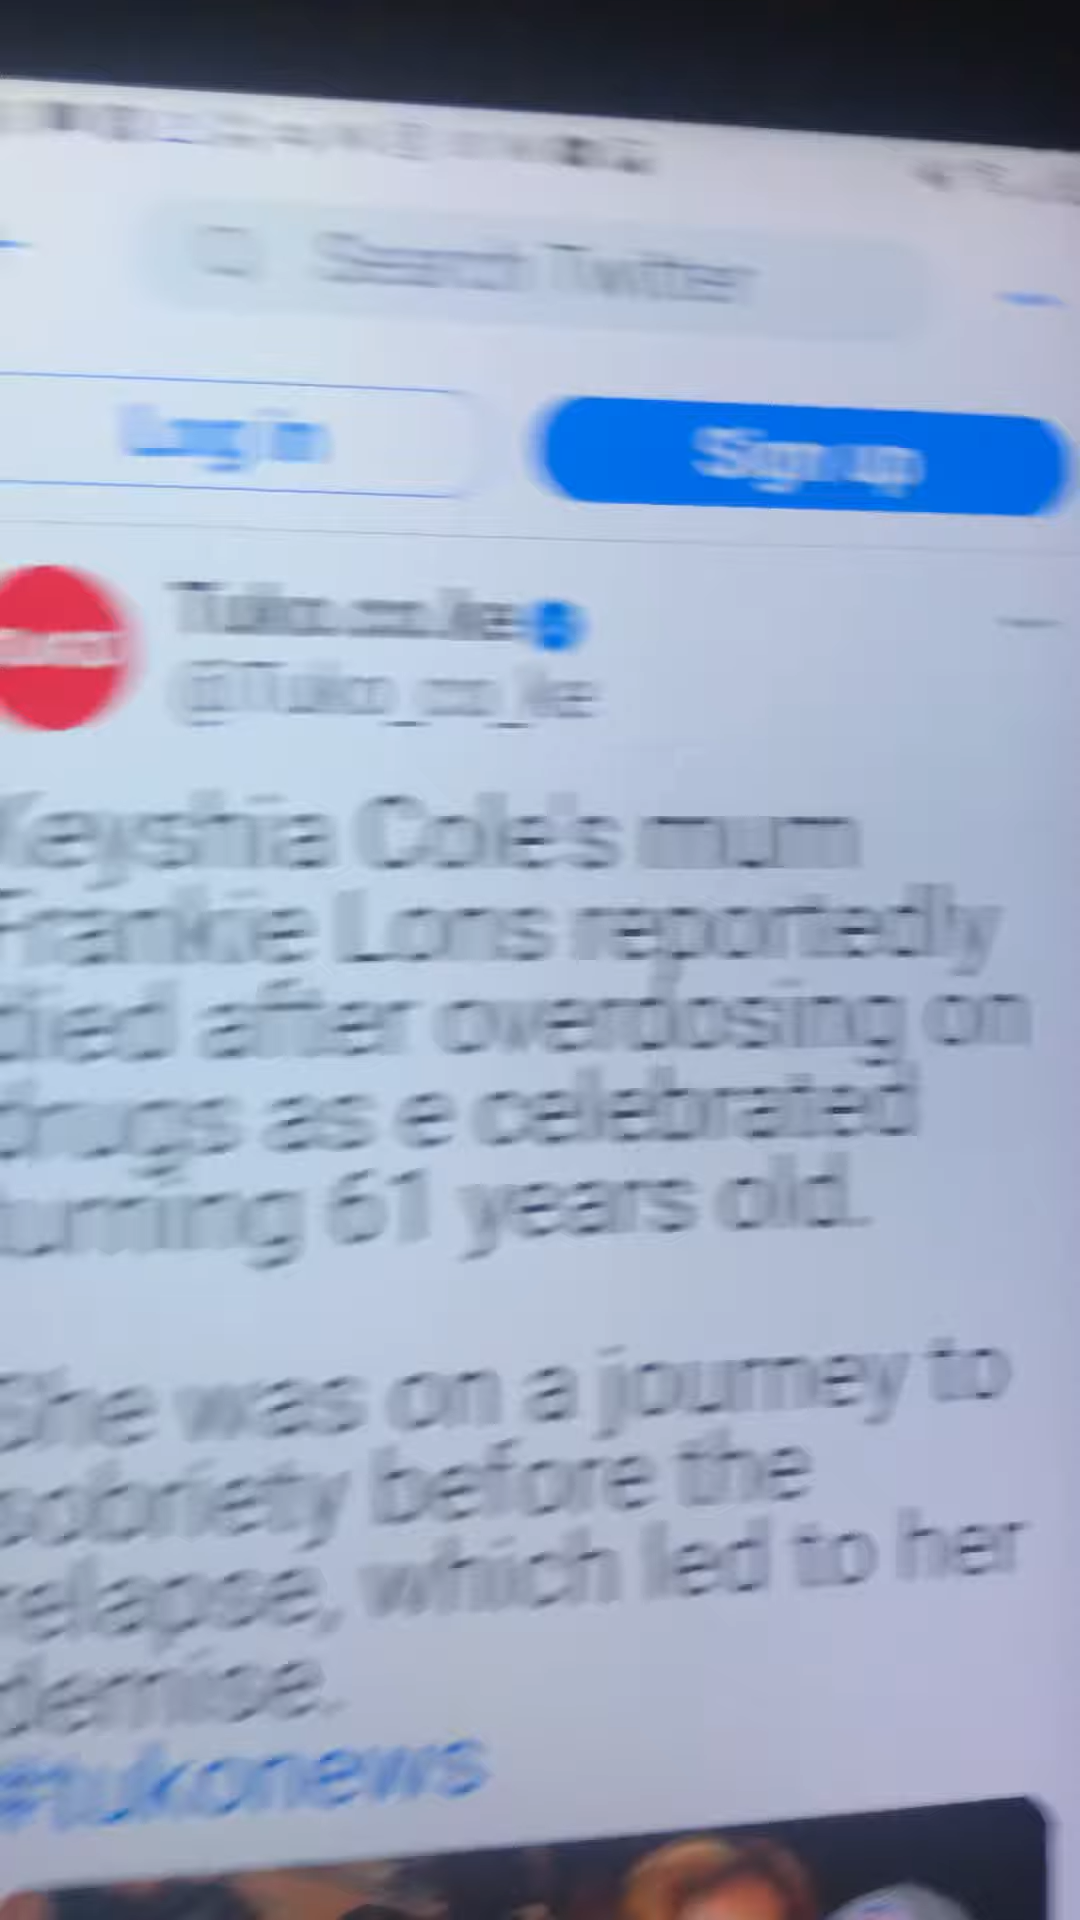 Search Twitter
Log in
Sign up
Tuko.co.ke
@Tuko_co_ke
Keyshia Cole's mum
Frankie Lons reportedly
died after overdosing on
drugs as e celebrated
turning 61 years old.
She was on a journey to
sobriety before the
relapse, which led to her
demise.
#tukonews